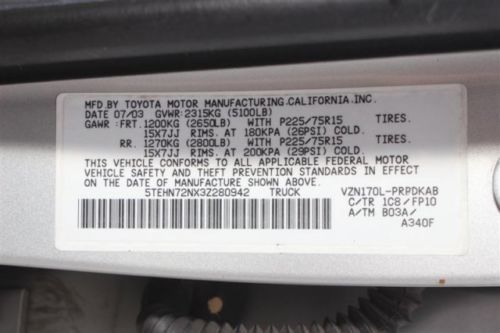 MFD.BY TOYOTA MOTOR MANUFACTURING.CALIFORNIA.INC.
DATE 07/03 GVWR:2315KG (5100LB)
GAWR : FRT. 1200KG (2650LB) WITH P225/75R15 TIRES.
15X7JJ RIMS. AT 180KPA (26PSI) COLD.
RR. 1270KG (2800LB) WITH P225/75R15 TIRES.
15X7JJ RIMS. AT 200KPA (29PSI) COLD.
THIS VEHICLE CONFORMS TO ALL APPLICABLE FEDERAL MOTOR
VEHICLE SAFETY AND THEFT PREVENTION STANDARDS IN EFFECT
ON DATE OF MANUFACTURE SHOWN ABOVE.
5TEHN72NX3Z280942 TRUCK VZN170L-PRPDKAB
C/TR 1C8/FP10
A/TM B03A/
A340F